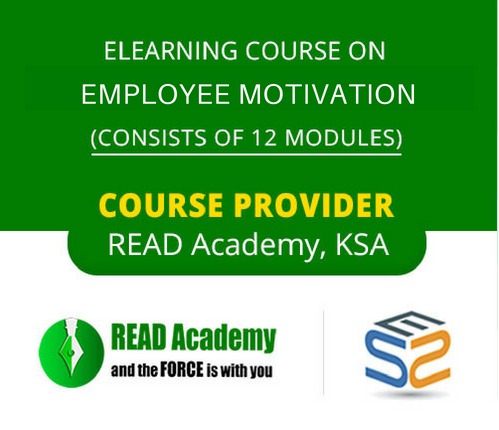 ELEARNING COURSE ON
EMPLOYEE MOTIVATION
(CONSISTS OF 12 MODULES)
COURSE PROVIDER
READ Academy, KSA
READ Academy
and the FORCE is with you
SES